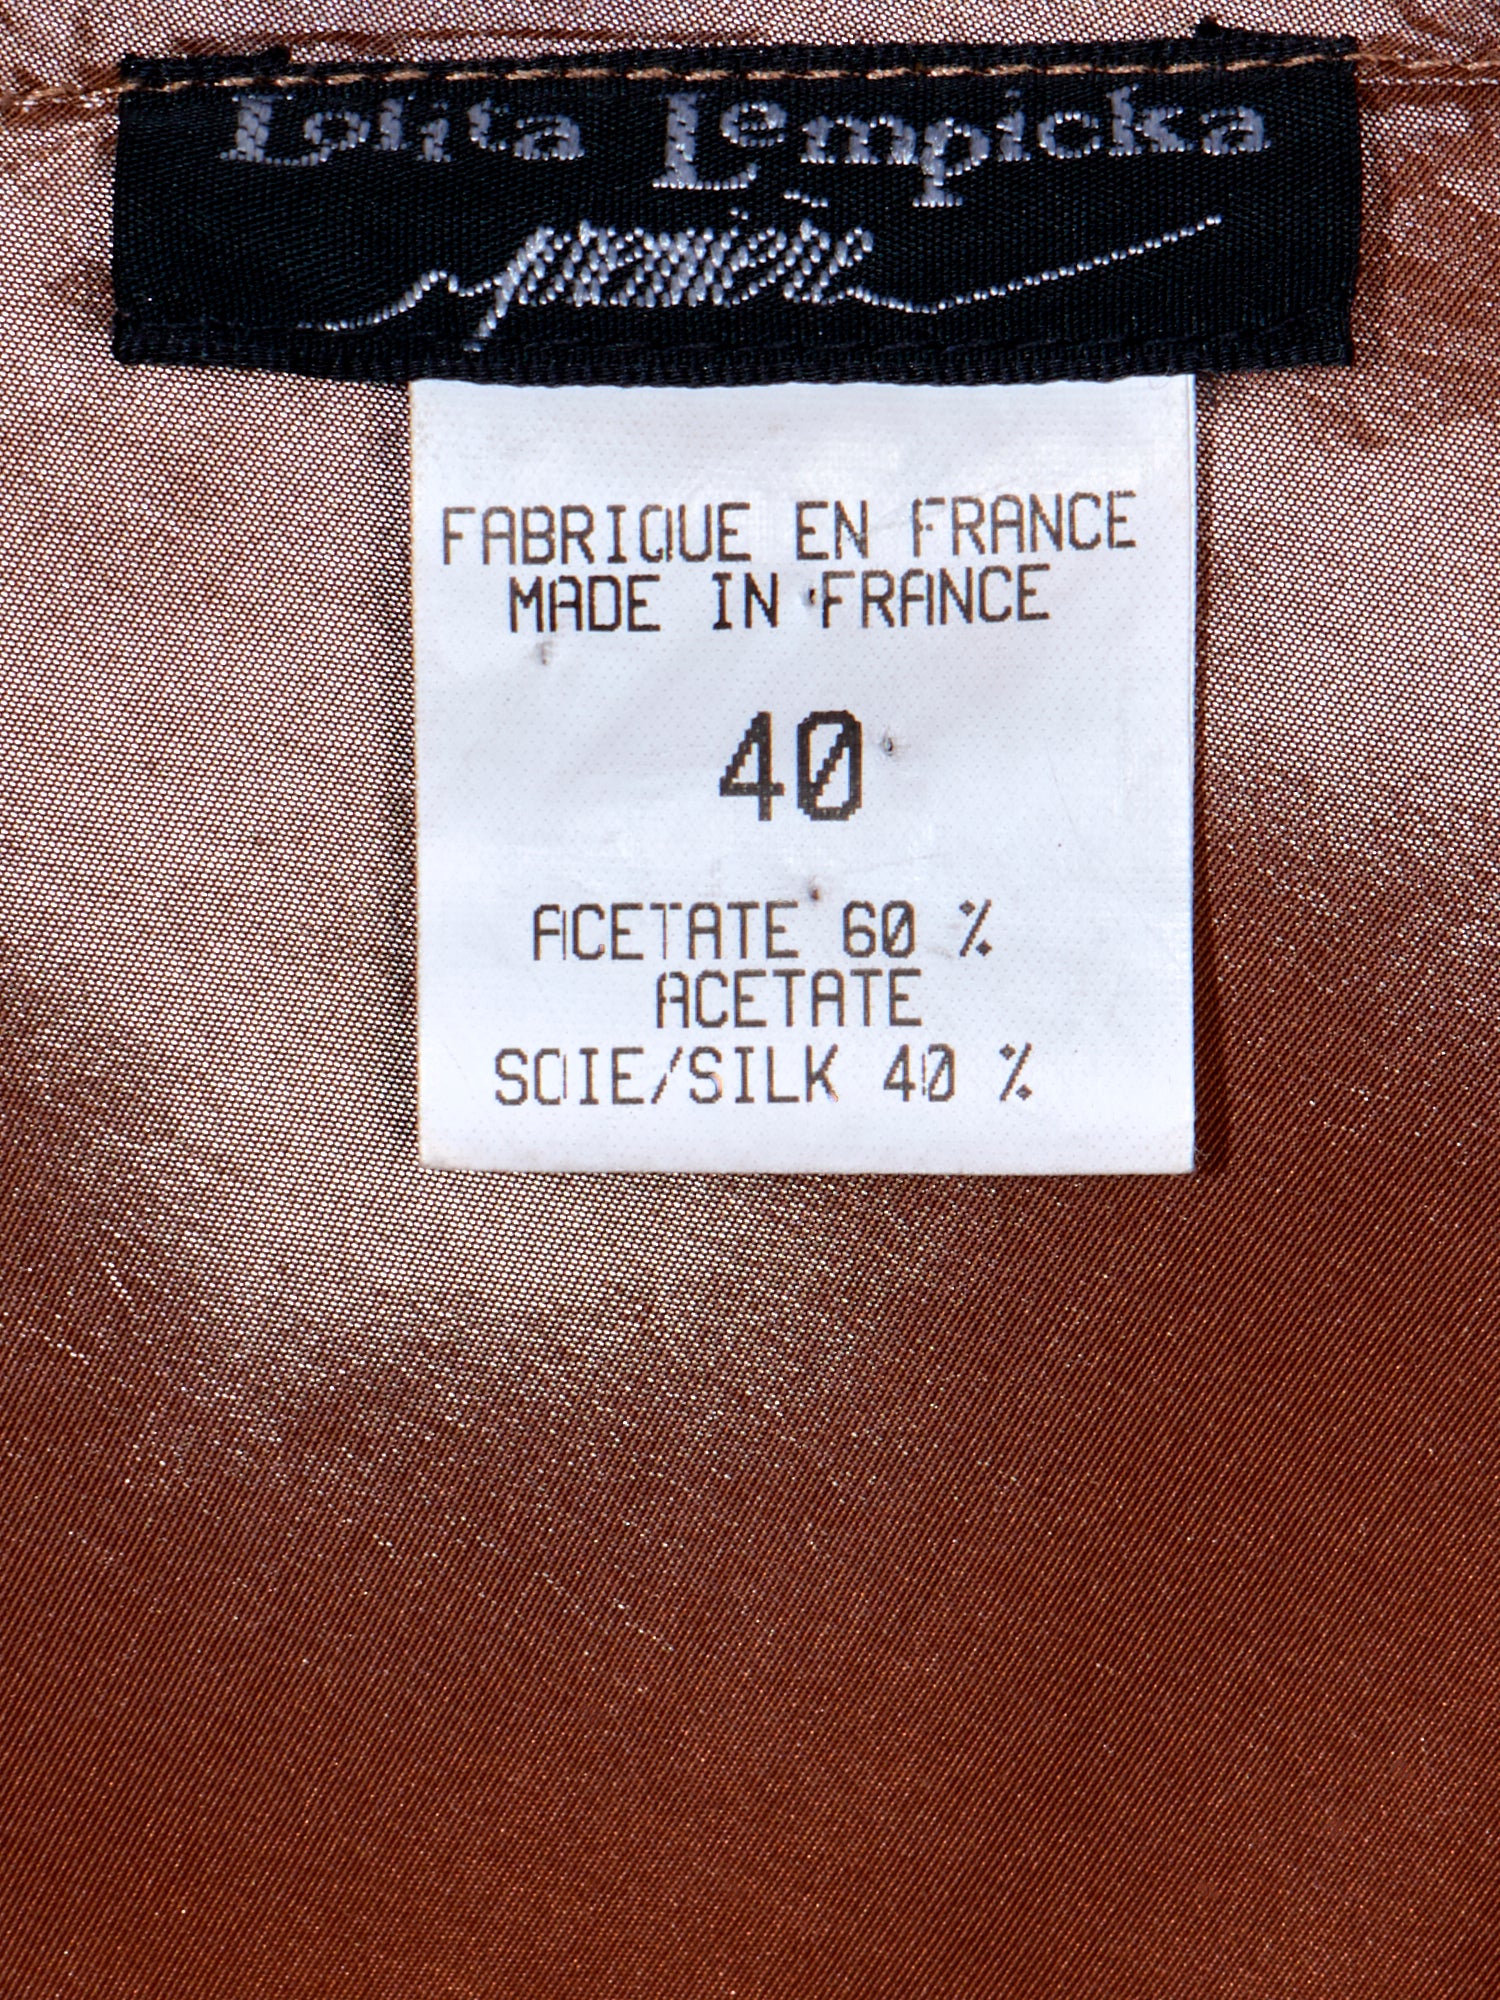 Lolita Lempicka
première
FABRIQUE EN FRANCE
MADE IN FRANCE
40
ACETATE 60 %
ACETATE
SOIE/SILK 40 %